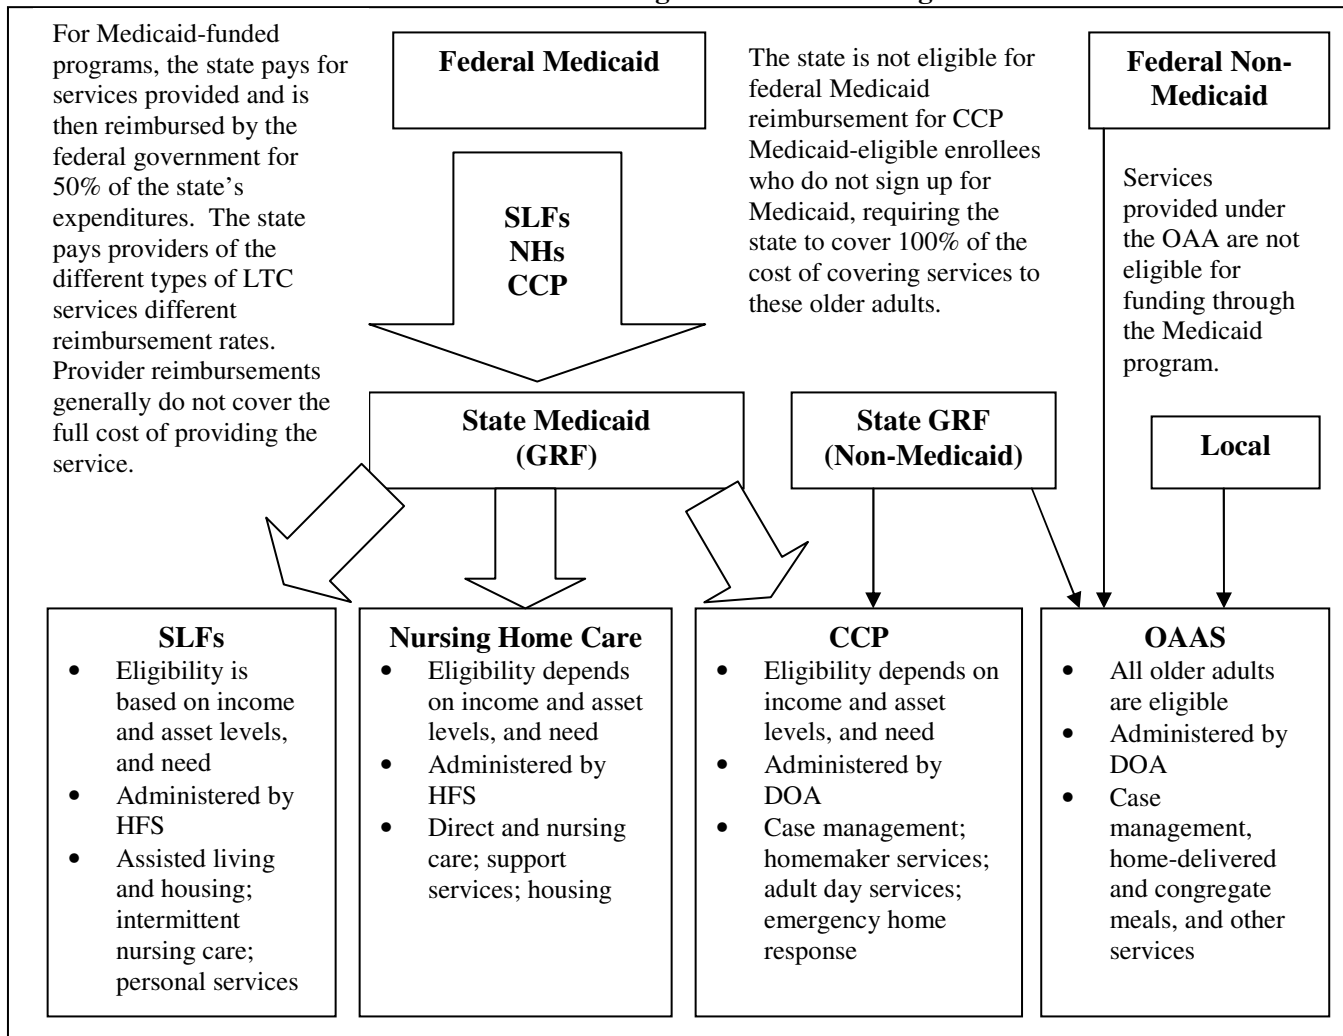 For Medicaid-funded
programs, the state pays for
services provided and is
then reimbursed by the
federal government for
50% of the state’s
expenditures.  The state
pays providers of the
different types of LTC
services different
reimbursement rates.
Provider reimbursements
generally do not cover the
full cost of providing the
service.
Federal Medicaid
The state is not eligible for
federal Medicaid
reimbursement for CCP
Medicaid-eligible enrollees
who do not sign up for
Medicaid, requiring the
state to cover 100% of the
cost of covering services to
these older adults.
Federal Non-
Medicaid
Services
provided under
the OAA are not
eligible for
funding through
the Medicaid
program.
SLFs
NHs
CCP
State Medicaid
(GRF)
State GRF
(Non-Medicaid)
Local
SLFs
• Eligibility is
based on income
and asset levels,
and need
• Administered by
HFS
• Assisted living
and housing;
intermittent
nursing care;
personal services
Nursing Home Care
• Eligibility depends
on income and asset
levels, and need
• Administered by
HFS
• Direct and nursing
care; support
services; housing
CCP
• Eligibility depends on
income and asset
levels, and need
• Administered by
DOA
• Case management;
homemaker services;
adult day services;
emergency home
response
OAAS
• All older adults
are eligible
• Administered by
DOA
• Case
management,
home-delivered
and congregate
meals, and other
services